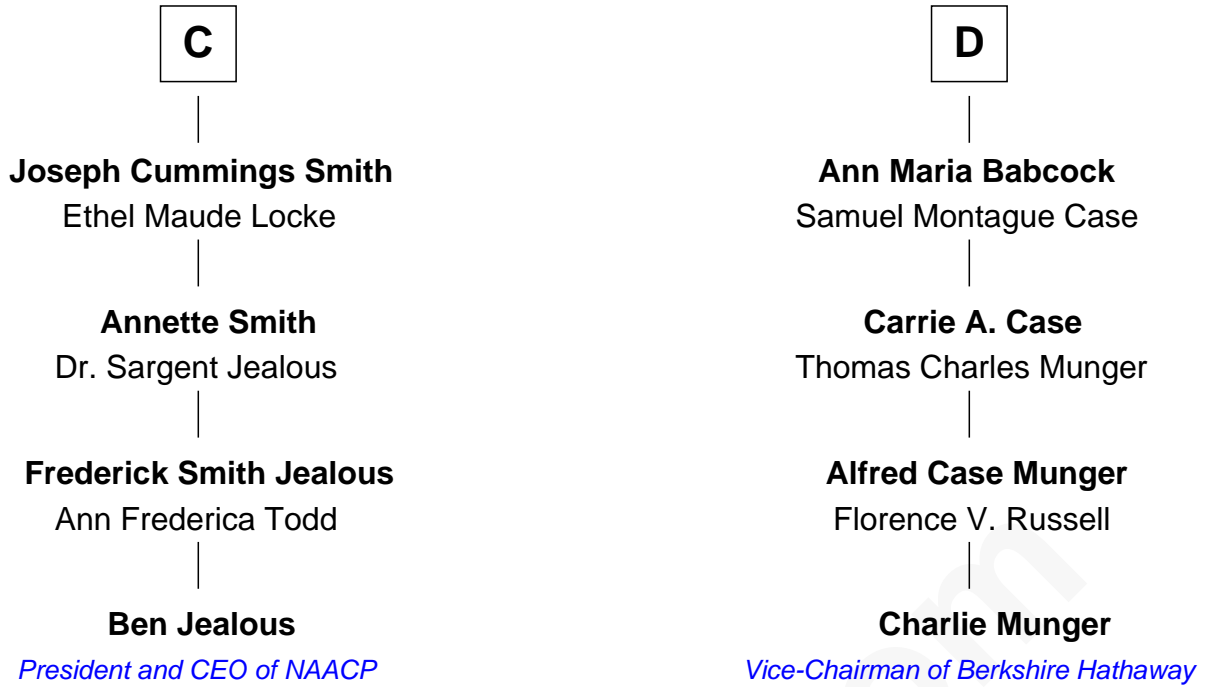 C
Joseph Cummings Smith
Ethel Maude Locke
Annette Smith
Dr. Sargent Jealous
Frederick Smith Jealous
Ann Frederica Todd
Ben Jealous
President and CEO of NAACP
D
Ann Maria Babcock
Samuel Montague Case
Carrie A. Case
Thomas Charles Munger
Alfred Case Munger
Florence V. Russell
Charlie Munger
Vice-Chairman of Berkshire Hathaway